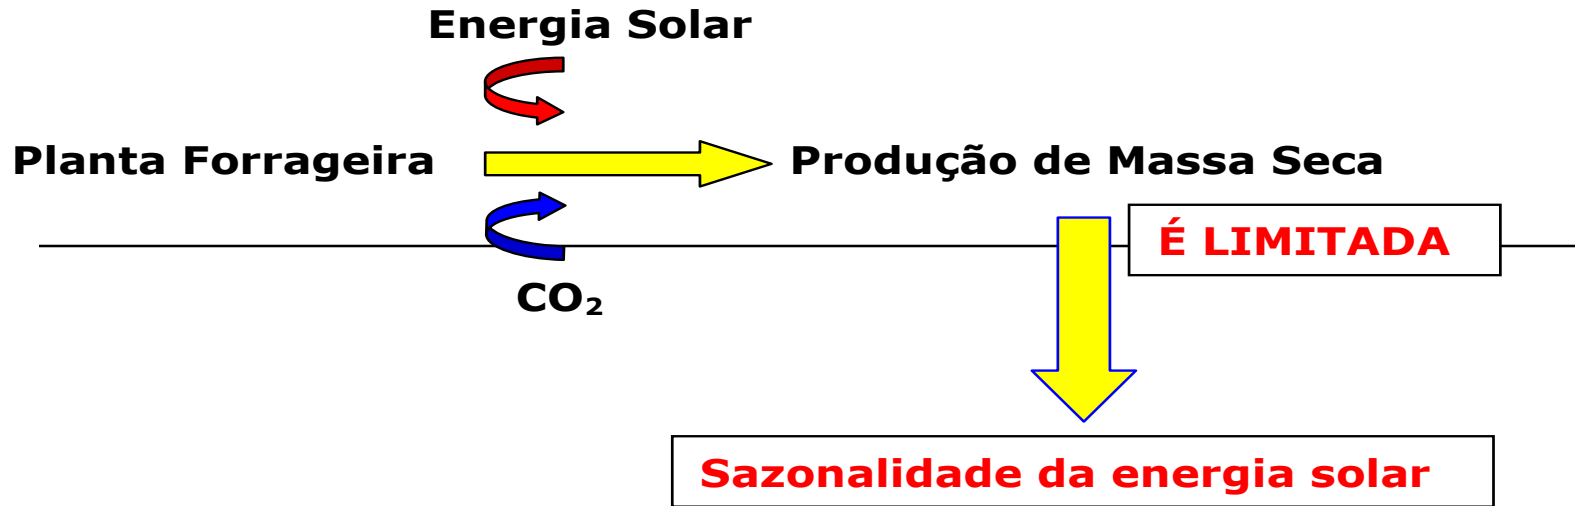 Energia Solar
Planta Forrageira
Produção de Massa Seca
É LIMITADA
CO₂
Sazonalidade da energia solar